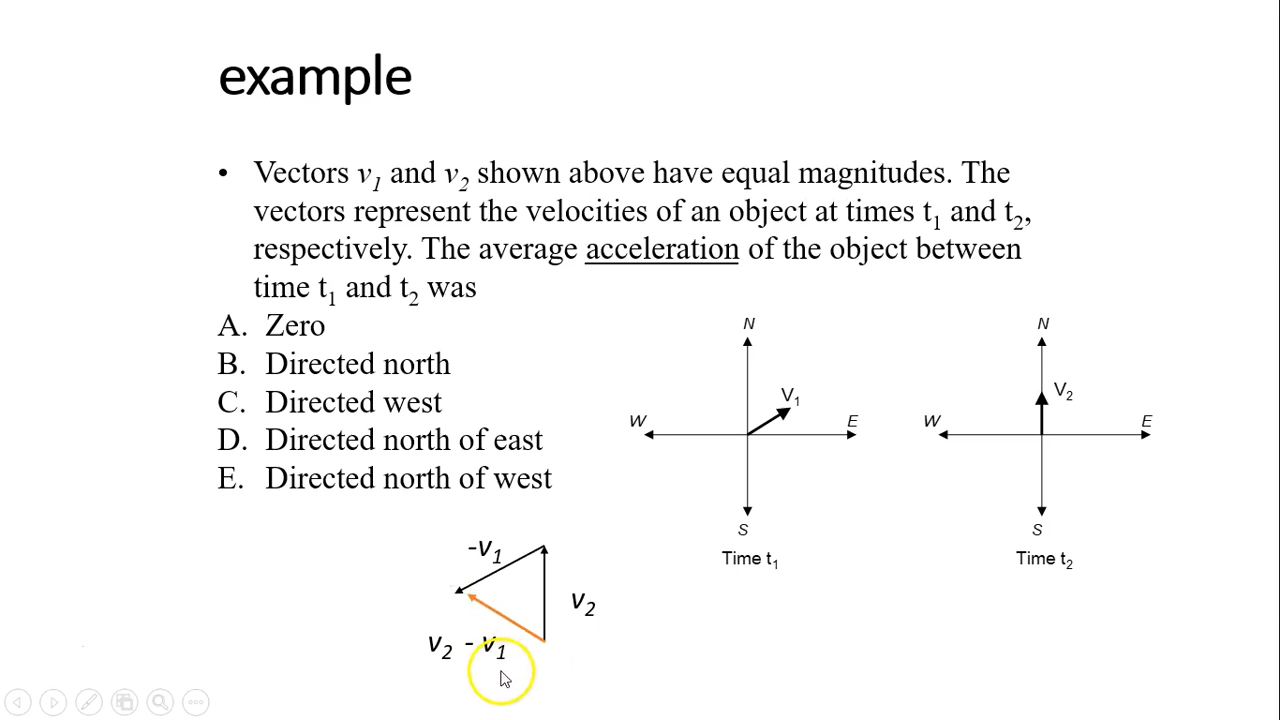 example
• Vectors v₁ and v₂ shown above have equal magnitudes. The
vectors represent the velocities of an object at times t₁ and t₂,
respectively. The average acceleration of the object between
time t₁ and t₂ was
A. Zero
B. Directed north
C. Directed west
D. Directed north of east
E. Directed north of west
N
V₁
W
E
S
Time t₁
N
V₂
W
E
S
Time t₂
-v₁
v₂
v₂ - v₁